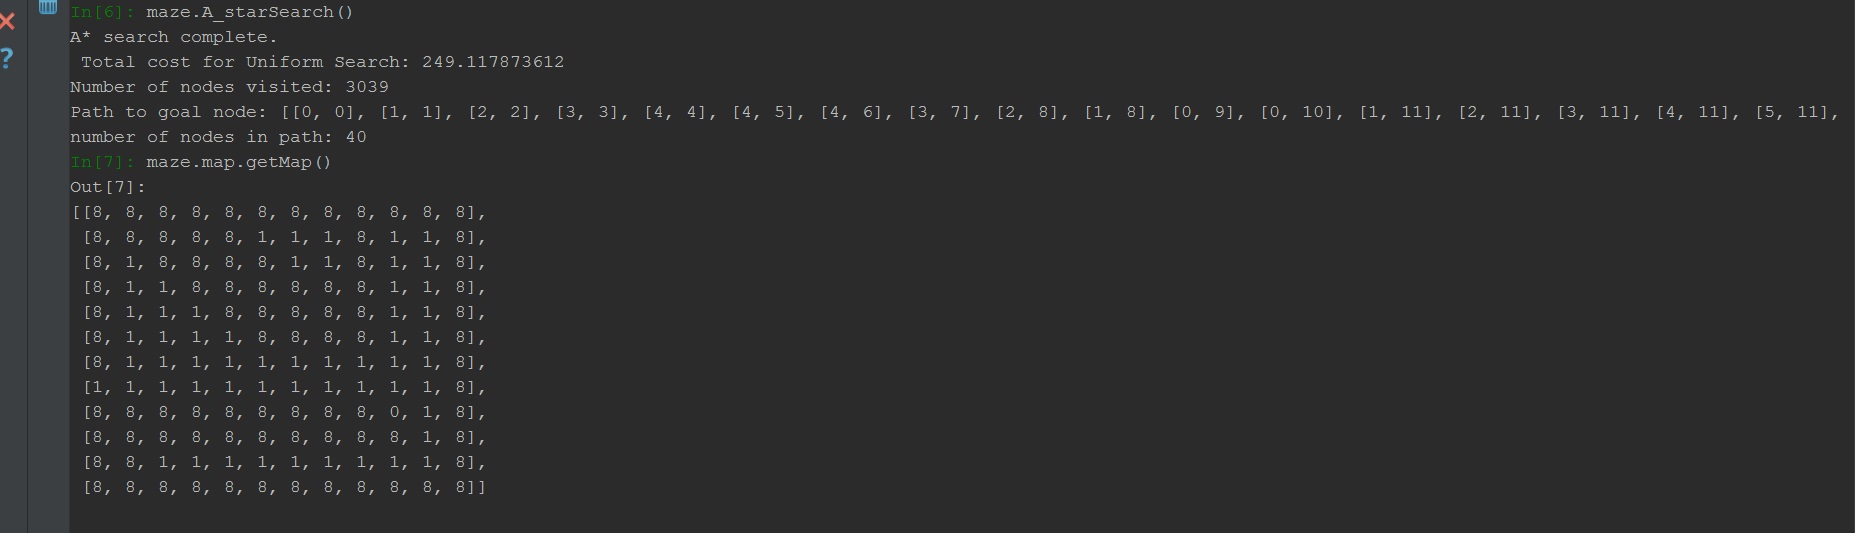 In[6]: maze.A_starSearch()
A* search complete.
 Total cost for Uniform Search: 249.117873612
Number of nodes visited: 3039
Path to goal node: [[0, 0], [1, 1], [2, 2], [3, 3], [4, 4], [4, 5], [4, 6], [3, 7], [2, 8], [1, 8], [0, 9], [0, 10], [1, 11], [2, 11], [3, 11], [4, 11], [5, 11],
number of nodes in path: 40
In[7]: maze.map.getMap()
Out[7]:
[[8, 8, 8, 8, 8, 8, 8, 8, 8, 8, 8, 8],
 [8, 8, 8, 8, 8, 1, 1, 1, 8, 1, 1, 8],
 [8, 1, 8, 8, 8, 8, 1, 1, 8, 1, 1, 8],
 [8, 1, 1, 8, 8, 8, 8, 8, 8, 1, 1, 8],
 [8, 1, 1, 1, 8, 8, 8, 8, 8, 1, 1, 8],
 [8, 1, 1, 1, 1, 8, 8, 8, 8, 1, 1, 8],
 [8, 1, 1, 1, 1, 1, 1, 1, 1, 1, 1, 8],
 [1, 1, 1, 1, 1, 1, 1, 1, 1, 1, 1, 8],
 [8, 8, 8, 8, 8, 8, 8, 8, 8, 0, 1, 8],
 [8, 8, 8, 8, 8, 8, 8, 8, 8, 8, 1, 8],
 [8, 8, 1, 1, 1, 1, 1, 1, 1, 1, 1, 8],
 [8, 8, 8, 8, 8, 8, 8, 8, 8, 8, 8, 8]]